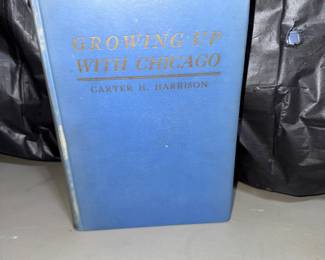 GROWING UP
WITH CHICAGO
CARTER H. HARRISON